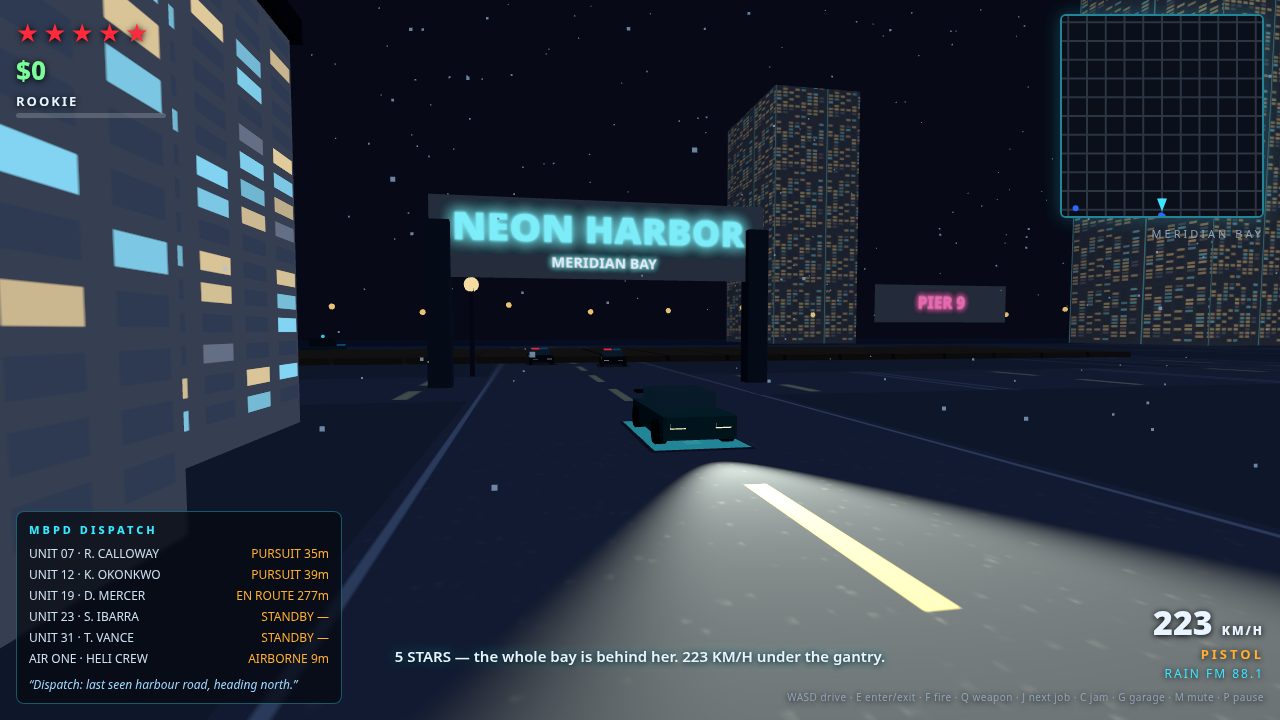 ★★★★★
$0
ROOKIE
NEON HARBOR
MERIDIAN BAY
PIER 9
MERIDIAN BAY
MBPD DISPATCH
UNIT 07 · R. CALLOWAY PURSUIT 35m
UNIT 12 · K. OKONKWO PURSUIT 39m
UNIT 19 · D. MERCER EN ROUTE 277m
UNIT 23 · S. IBARRA STANDBY —
UNIT 31 · T. VANCE STANDBY —
AIR ONE · HELI CREW AIRBORNE 9m
“Dispatch: last seen harbour road, heading north.”
5 STARS — the whole bay is behind her. 223 KM/H under the gantry.
223 KM/H
PISTOL
RAIN FM 88.1
WASD drive · E enter/exit · F fire · Q weapon · J next job · C jam · G garage · M mute · P pause